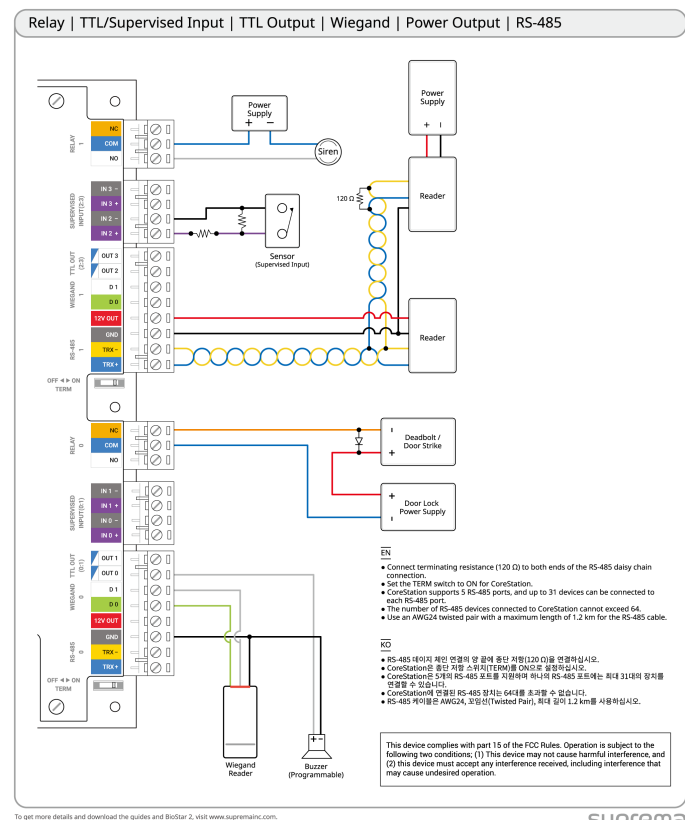 Relay | TTL/Supervised Input | TTL Output | Wiegand | Power Output | RS-485
Power
Supply
+ −
Siren
Power
Supply
+ −
Reader
120 Ω
Reader
RELAY
1
NC
COM
NO
SUPERVISED
INPUT(2:3)
IN 3 −
IN 3 +
IN 2 −
IN 2 +
Sensor
(Supervised Input)
TTL OUT
(2:3)
OUT 3
OUT 2
WIEGAND
1
D 1
D 0
12V OUT
GND
RS-485
1
TRX −
TRX +
OFF ◀ ▶ ON
TERM
RELAY
0
NC
COM
NO
−
+
Deadbolt /
Door Strike
+
−
Door Lock
Power Supply
SUPERVISED
INPUT(0:1)
IN 1 −
IN 1 +
IN 0 −
IN 0 +
TTL OUT
(0:1)
OUT 1
OUT 0
WIEGAND
0
D 1
D 0
12V OUT
GND
RS-485
0
TRX −
TRX +
OFF ◀ ▶ ON
TERM
Wiegand
Reader
+ −
Buzzer
(Programmable)
EN
● Connect terminating resistance (120 Ω) to both ends of the RS-485 daisy chain
connection.
● Set the TERM switch to ON for CoreStation.
● CoreStation supports 5 RS-485 ports, and up to 31 devices can be connected to
each RS-485 port.
● The number of RS-485 devices connected to CoreStation cannot exceed 64.
● Use an AWG24 twisted pair with a maximum length of 1.2 km for the RS-485 cable.
KO
● RS-485 데이지 체인 연결의 양 끝에 종단 저항(120 Ω)을 연결하십시오.
● CoreStation은 종단 저항 스위치(TERM)를 ON으로 설정하십시오.
● CoreStation은 5개의 RS-485 포트를 지원하며 하나의 RS-485 포트에는 최대 31대의 장치를
연결할 수 있습니다.
● CoreStation에 연결된 RS-485 장치는 64대를 초과할 수 없습니다.
● RS-485 케이블은 AWG24, 꼬임선(Twisted Pair), 최대 길이 1.2 km를 사용하십시오.
This device complies with part 15 of the FCC Rules. Operation is subject to the
following two conditions; (1) This device may not cause harmful interference, and
(2) this device must accept any interference received, including interference that
may cause undesired operation.
To get more details and download the guides and BioStar 2, visit www.supremainc.com.
suprema